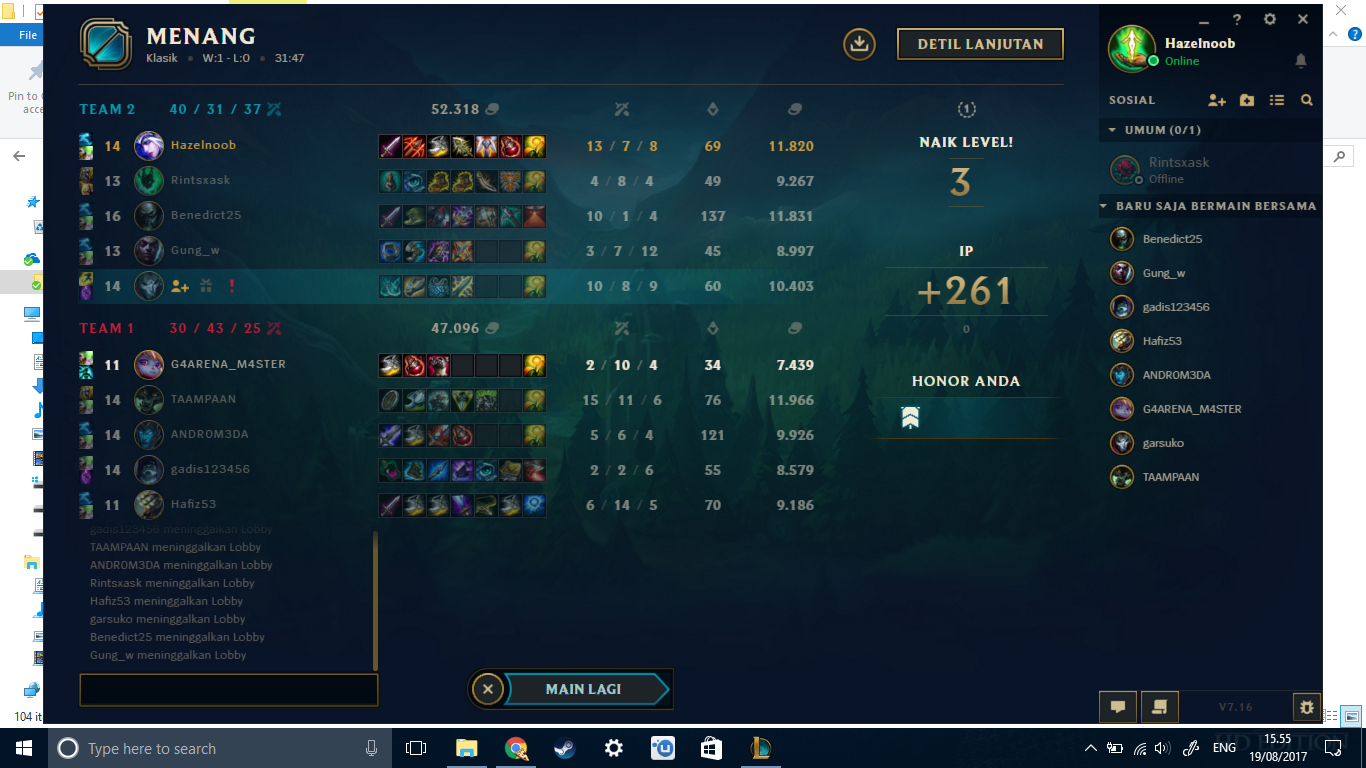 File
Pin to
acce
104 it
MENANG
Klasik • W:1 - L:0 • 31:47
DETIL LANJUTAN
TEAM 2 40 / 31 / 37 52.318
14 Hazelnoob 13 / 7 / 8 69 11.820
13 Rintsxask 4 / 8 / 4 49 9.267
16 Benedict25 10 / 1 / 4 137 11.831
13 Gung_w 3 / 7 / 12 45 8.997
14 10 / 8 / 9 60 10.403
TEAM 1 30 / 43 / 25 47.096
11 G4ARENA_M4STER 2 / 10 / 4 34 7.439
14 TAAMPAAN 15 / 11 / 6 76 11.966
14 ANDR0M3DA 5 / 6 / 4 121 9.926
14 gadis123456 2 / 2 / 6 55 8.579
11 Hafiz53 6 / 14 / 5 70 9.186
gadis123456 meninggalkan Lobby
TAAMPAAN meninggalkan Lobby
ANDR0M3DA meninggalkan Lobby
Rintsxask meninggalkan Lobby
Hafiz53 meninggalkan Lobby
garsuko meninggalkan Lobby
Benedict25 meninggalkan Lobby
Gung_w meninggalkan Lobby
MAIN LAGI
1
NAIK LEVEL!
3
IP
+261
0
HONOR ANDA
?
Hazelnoob
Online
SOSIAL
UMUM (0/1)
Rintsxask
Offline
BARU SAJA BERMAIN BERSAMA
Benedict25
Gung_w
gadis123456
Hafiz53
ANDR0M3DA
G4ARENA_M4STER
garsuko
TAAMPAAN
V7.16
Type here to search
ENG
15.55
19/08/2017